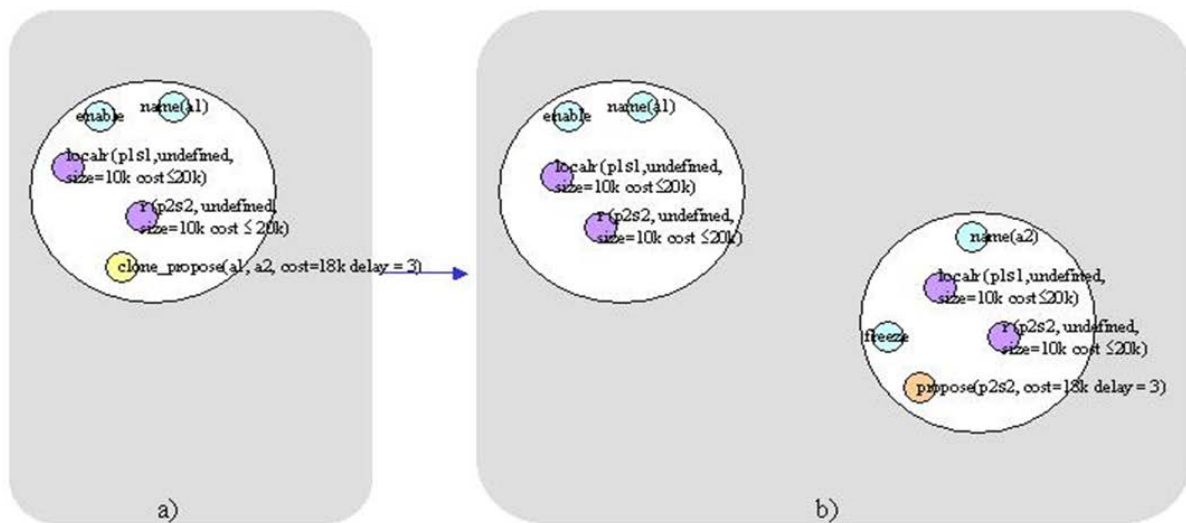 enable
name(a1)
localr (p1s1,undefined,
size=10k cost≤20k)
r (p2s2, undefined,
size=10k cost ≤ 20k)
clone_propose(a1, a2, cost=18k delay = 3)
a)
enable
name(a1)
localr (p1s1,undefined,
size=10k cost≤20k)
r (p2s2, undefined,
size=10k cost ≤20k)
name(a2)
localr (p1s1,undefined,
size=10k cost≤20k)
freeze
r (p2s2, undefined,
size=10k cost ≤20k)
propose(p2s2, cost=18k delay = 3)
b)